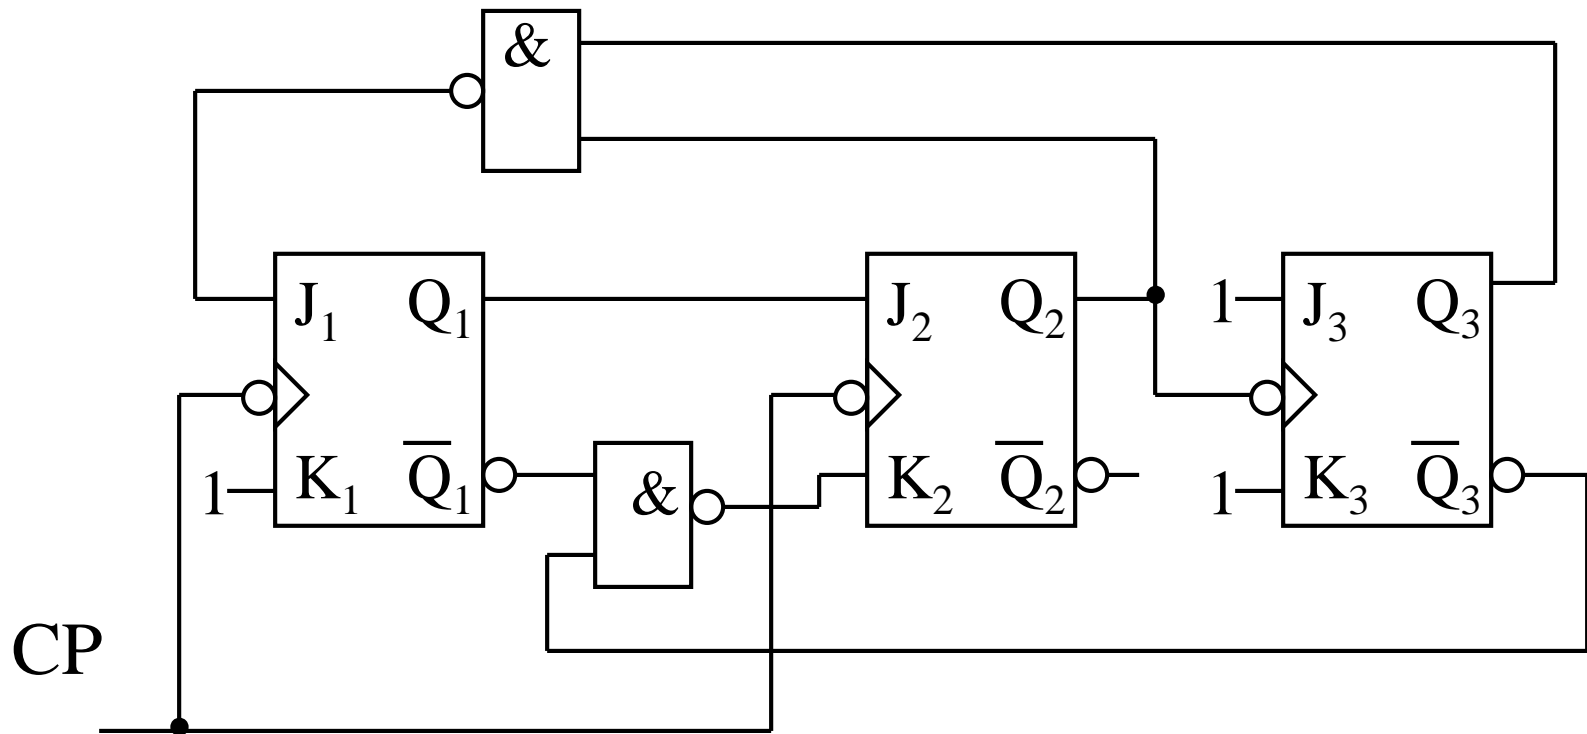 &
J₁ Q₁
J₂ Q₂
1 J₃ Q₃
1 K₁ Q̅₁
&
K₂ Q̅₂
1 K₃ Q̅₃
CP